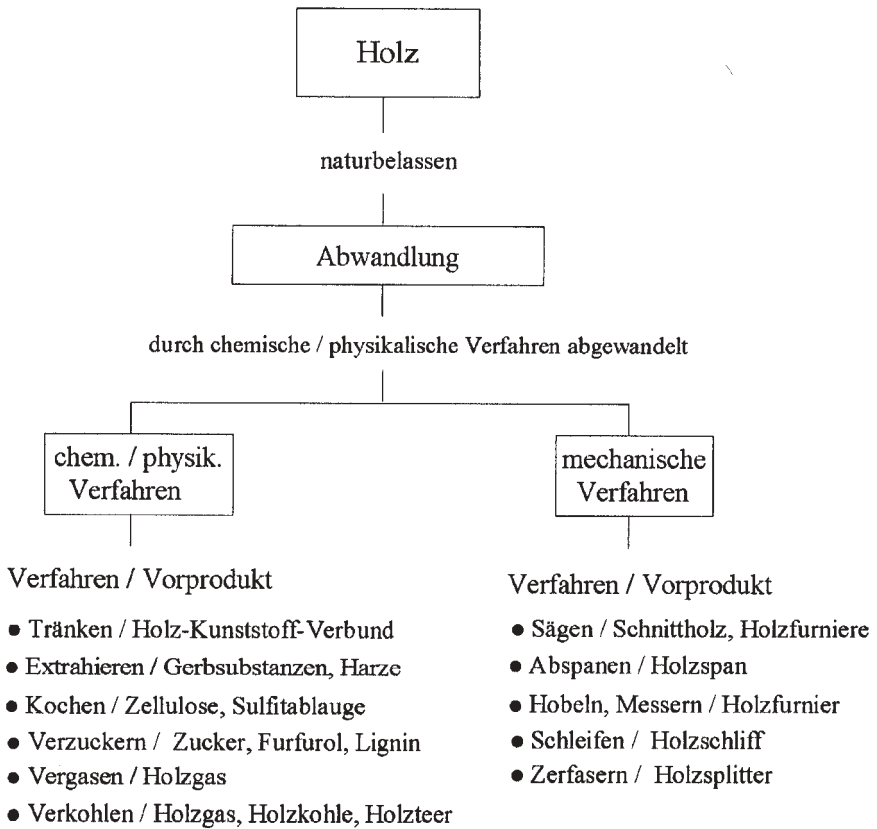 Holz
naturbelassen
Abwandlung
durch chemische / physikalische Verfahren abgewandelt
chem. / physik.
Verfahren
Verfahren / Vorprodukt
● Tränken / Holz-Kunststoff-Verbund
● Extrahieren / Gerbsubstanzen, Harze
● Kochen / Zellulose, Sulfitablauge
● Verzuckern / Zucker, Furfurol, Lignin
● Vergasen / Holzgas
● Verkohlen / Holzgas, Holzkohle, Holzteer
mechanische
Verfahren
Verfahren / Vorprodukt
● Sägen / Schnittholz, Holzfurniere
● Abspanen / Holzspan
● Hobeln, Messern / Holzfurnier
● Schleifen / Holzschliff
● Zerfasern / Holzsplitter